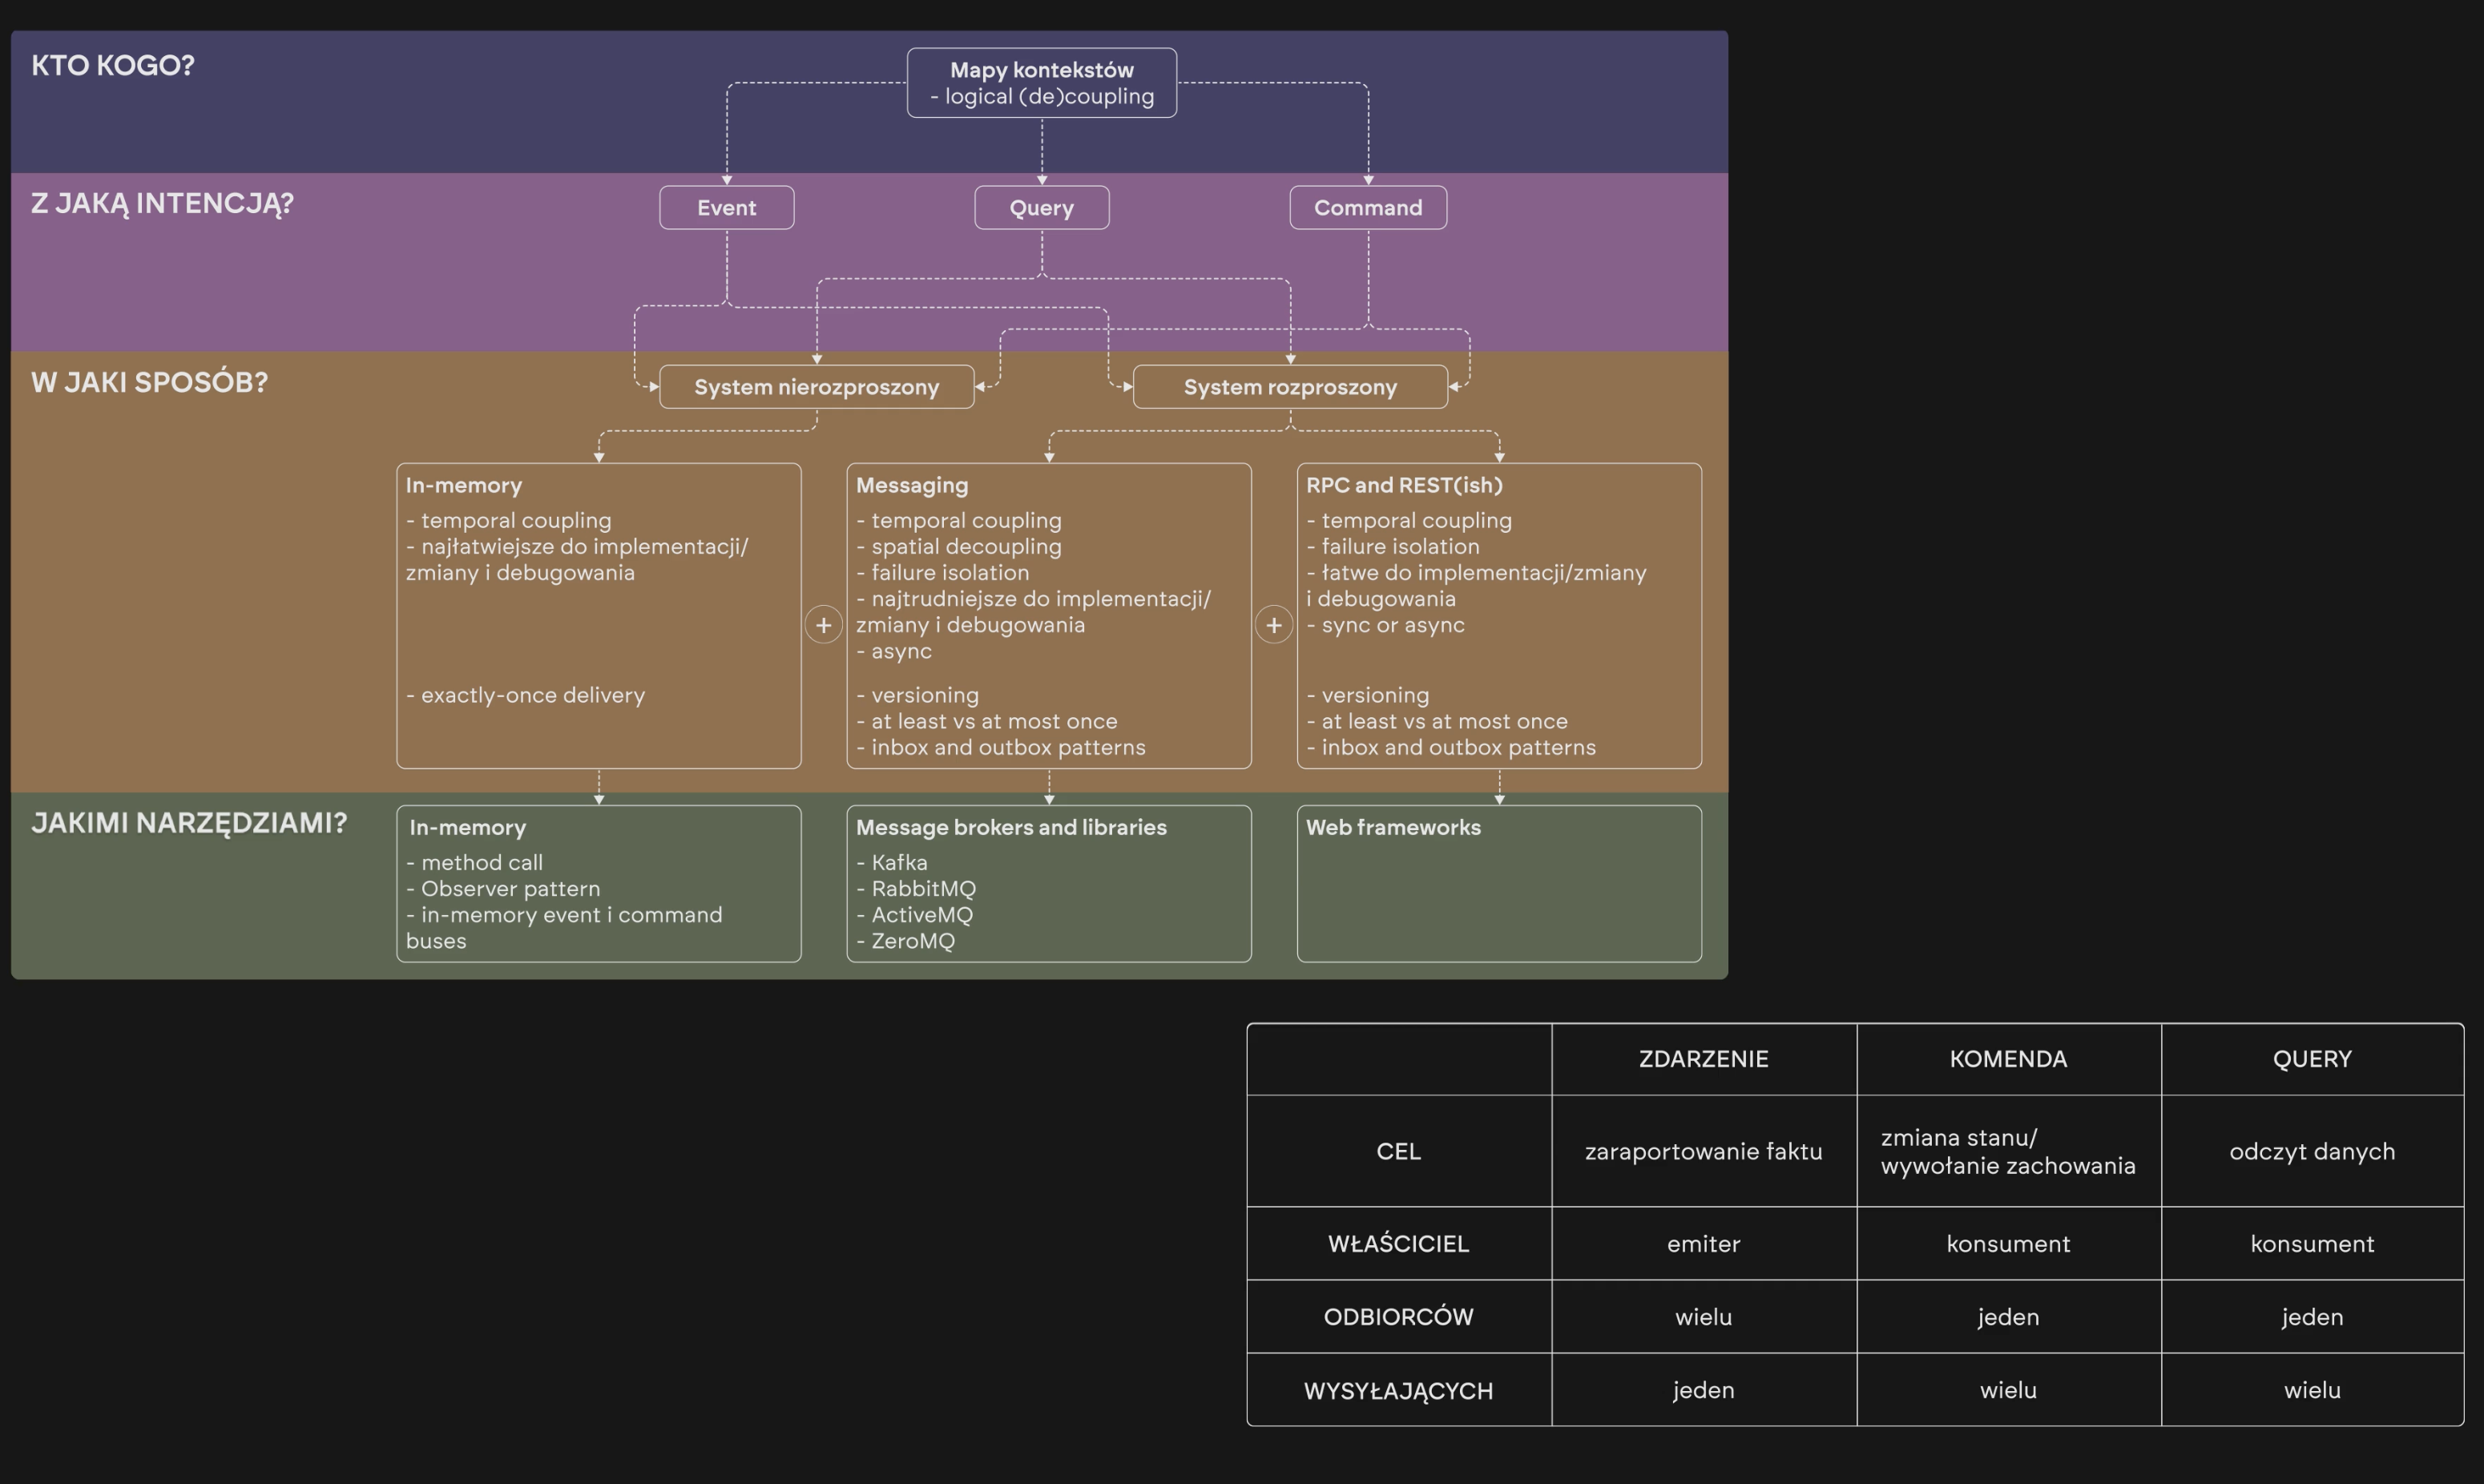 KTO KOGO?
Mapy kontekstów
- logical (de)coupling
Z JAKĄ INTENCJĄ?
Event
Query
Command
W JAKI SPOSÓB?
System nierozproszony
System rozproszony
In-memory
- temporal coupling
- najłatwiejsze do implementacji/
zmiany i debugowania
- exactly-once delivery
+
Messaging
- temporal coupling
- spatial decoupling
- failure isolation
- najtrudniejsze do implementacji/
zmiany i debugowania
- async
- versioning
- at least vs at most once
- inbox and outbox patterns
+
RPC and REST(ish)
- temporal coupling
- failure isolation
- łatwe do implementacji/zmiany
i debugowania
- sync or async
- versioning
- at least vs at most once
- inbox and outbox patterns
JAKIMI NARZĘDZIAMI?
In-memory
- method call
- Observer pattern
- in-memory event i command
buses
Message brokers and libraries
- Kafka
- RabbitMQ
- ActiveMQ
- ZeroMQ
Web frameworks
ZDARZENIE
KOMENDA
QUERY
CEL
zaraportowanie faktu
zmiana stanu/
wywołanie zachowania
odczyt danych
WŁAŚCICIEL
emiter
konsument
konsument
ODBIORCÓW
wielu
jeden
jeden
WYSYŁAJĄCYCH
jeden
wielu
wielu